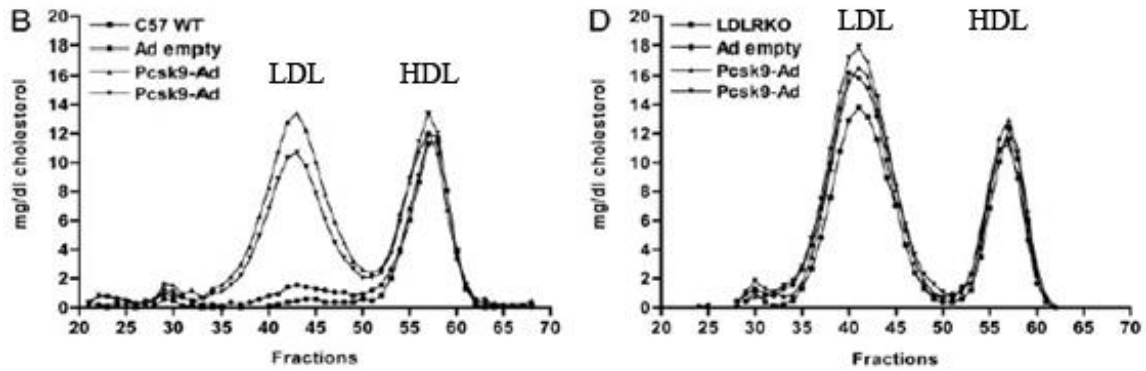 B
C57 WT
Ad empty
Pcsk9-Ad
Pcsk9-Ad
LDL
HDL
mg/dl cholesterol
20
18
16
14
12
10
8
6
4
2
0
20 25 30 35 40 45 50 55 60 65 70
Fractions
D
LDLRKO
Ad empty
Pcsk9-Ad
Pcsk9-Ad
LDL
HDL
mg/dl cholesterol
20
18
16
14
12
10
8
6
4
2
0
20 25 30 35 40 45 50 55 60 65 70
Fractions